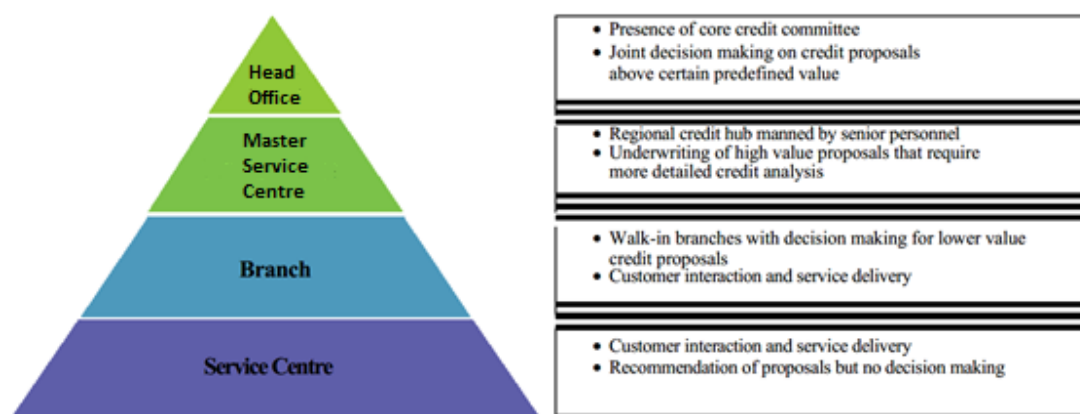 Head
Office
• Presence of core credit committee
• Joint decision making on credit proposals
above certain predefined value
Master
Service
Centre
• Regional credit hub manned by senior personnel
• Underwriting of high value proposals that require
more detailed credit analysis
Branch
• Walk-in branches with decision making for lower value
credit proposals
• Customer interaction and service delivery
Service Centre
• Customer interaction and service delivery
• Recommendation of proposals but no decision making